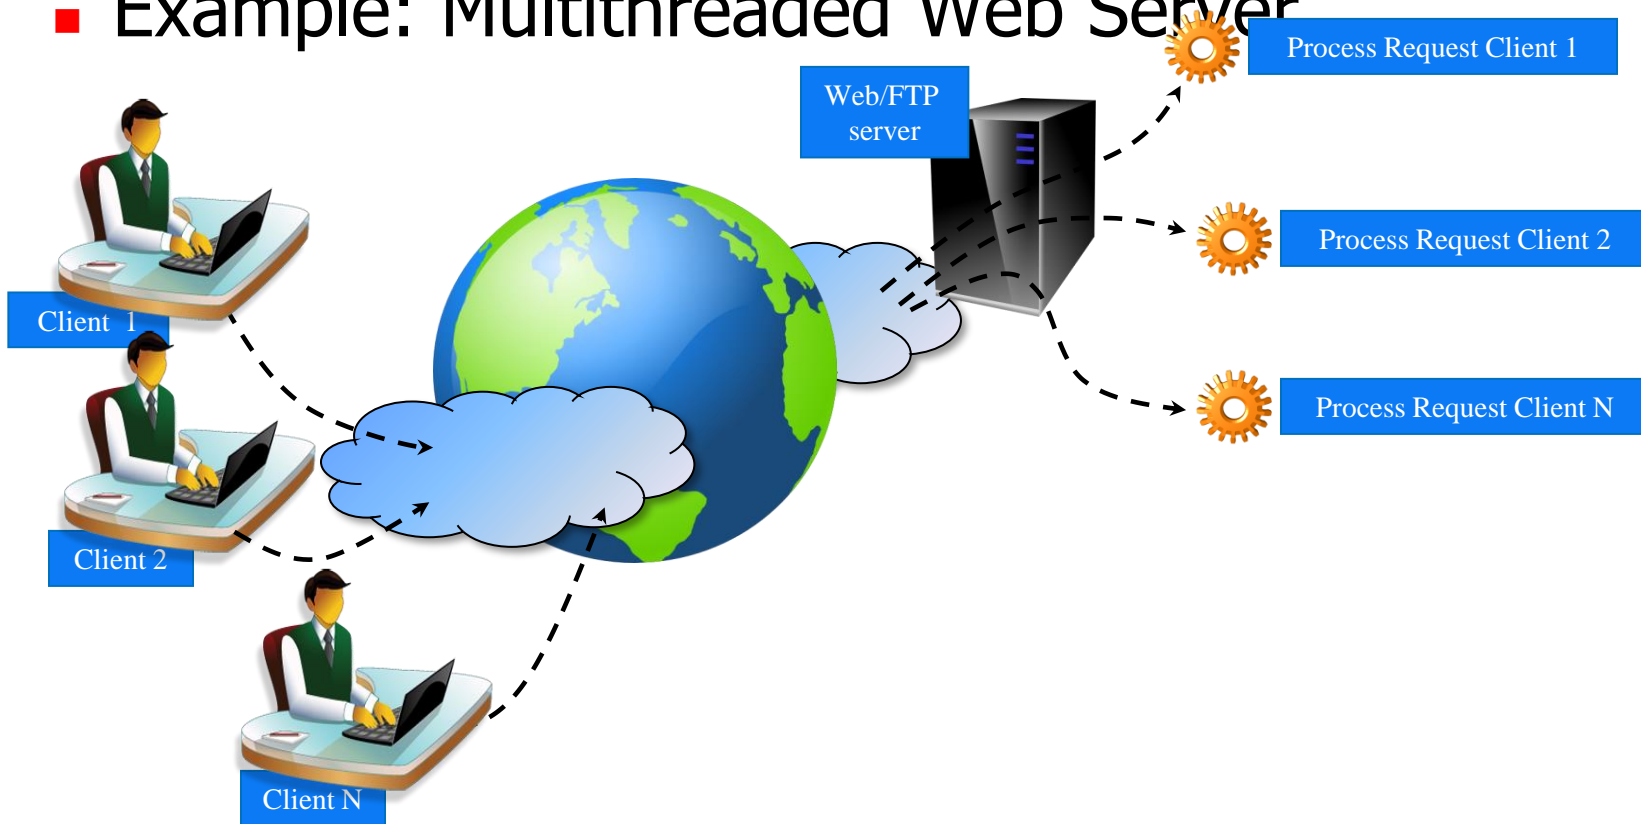 Example: Multithreaded Web Server
Process Request Client 1
Web/FTP
server
Process Request Client 2
Client 1
Process Request Client N
Client 2
Client N